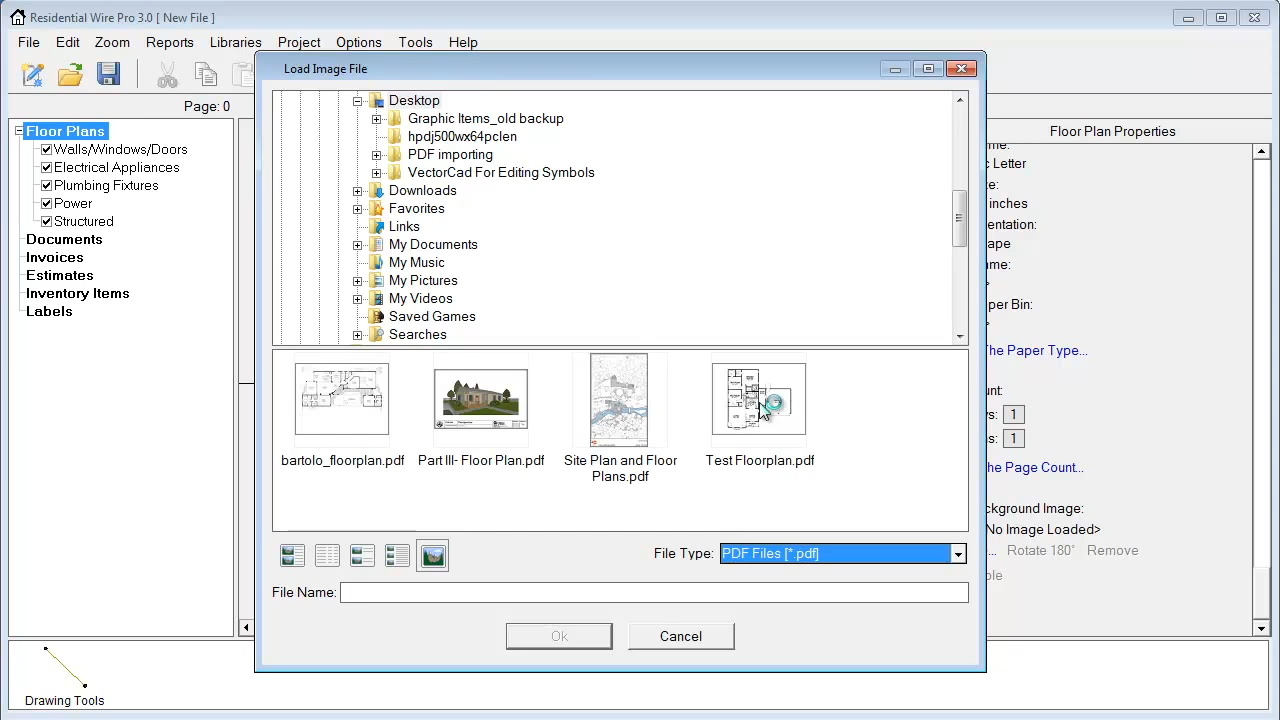 Residential Wire Pro 3.0 [ New File ]
File Edit Zoom Reports Libraries Project Options Tools Help
Page: 0
Floor Plans
Walls/Windows/Doors
Electrical Appliances
Plumbing Fixtures
Power
Structured
Documents
Invoices
Estimates
Inventory Items
Labels
Drawing Tools
Load Image File
Desktop
Graphic Items_old backup
hpdj500wx64pclen
PDF importing
VectorCad For Editing Symbols
Downloads
Favorites
Links
My Documents
My Music
My Pictures
My Videos
Saved Games
Searches
bartolo_floorplan.pdf
Part III- Floor Plan.pdf
Site Plan and Floor
Plans.pdf
Test Floorplan.pdf
File Type: PDF Files [*.pdf]
File Name:
Ok Cancel
Floor Plan Properties
Letter
inches
The Paper Type...
1
1
the Page Count...
Image:
No Image Loaded>
... Rotate 180° Remove